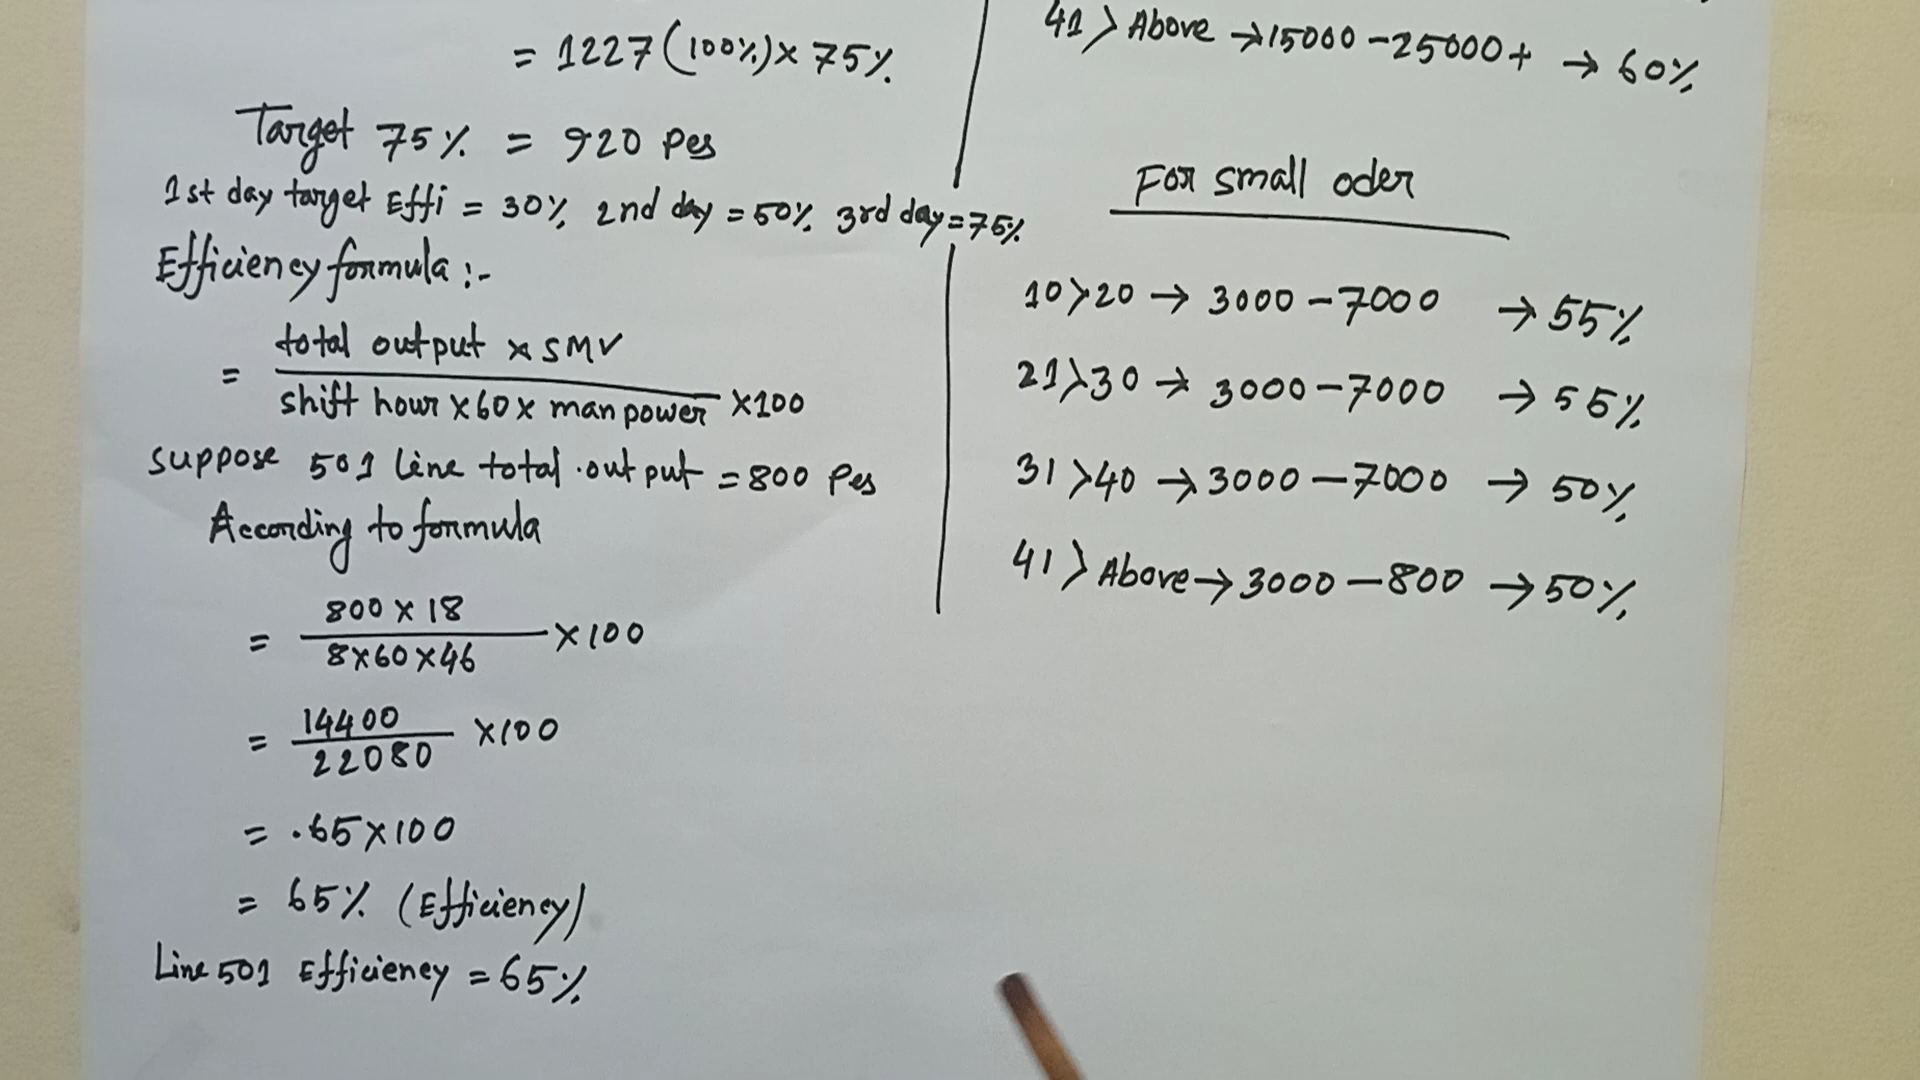 = 1227 (100%) x 75%
Target 75% = 920 Pes
1st day target Effi = 30% 2nd day = 50% 3rd day = 75%
Efficiency formula :-
= total output x SMV
shift hour x 60 x man power x100
suppose 501 line total output = 800 Pes
According to formula
= 800 x 18
8x60x46 x100
= 14400
22080 x100
= .65x100
= 65% (Efficiency)
Line 501 Efficiency = 65%
41 > Above → 15000 - 25000+ → 60%
For small oder
10>20 → 3000 - 7000 → 55%
21>30 → 3000 - 7000 → 55%
31>40 → 3000 - 7000 → 50%
41 > Above → 3000 - 800 → 50%